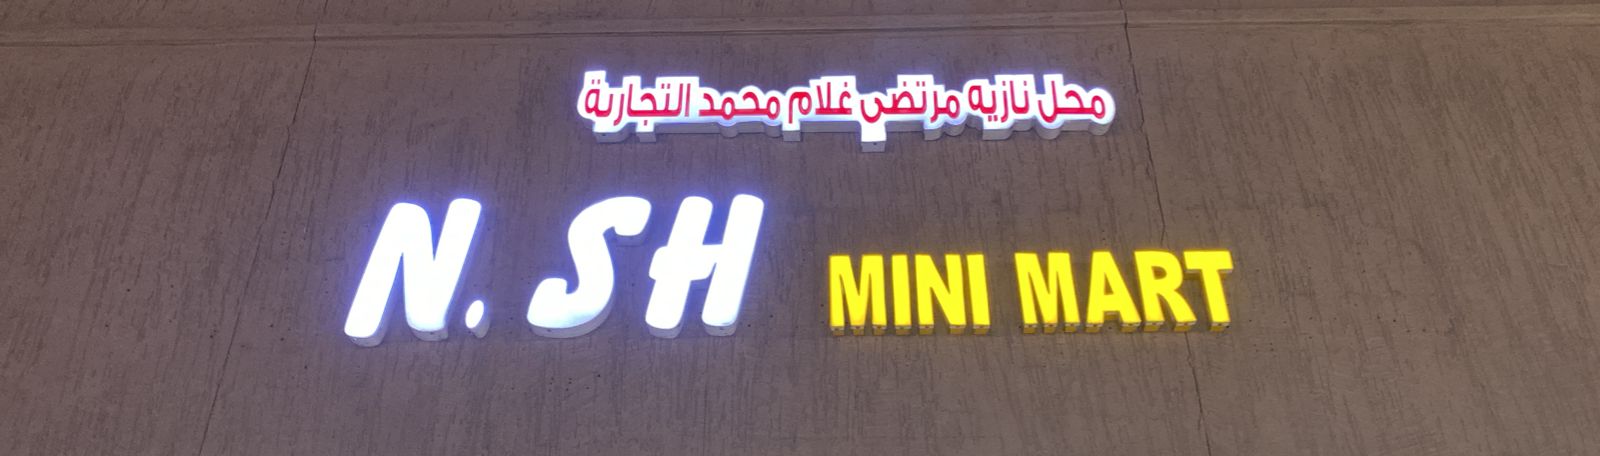 محل نازيه مرتضى غلام محمد التجارية
N. SH MINI MART